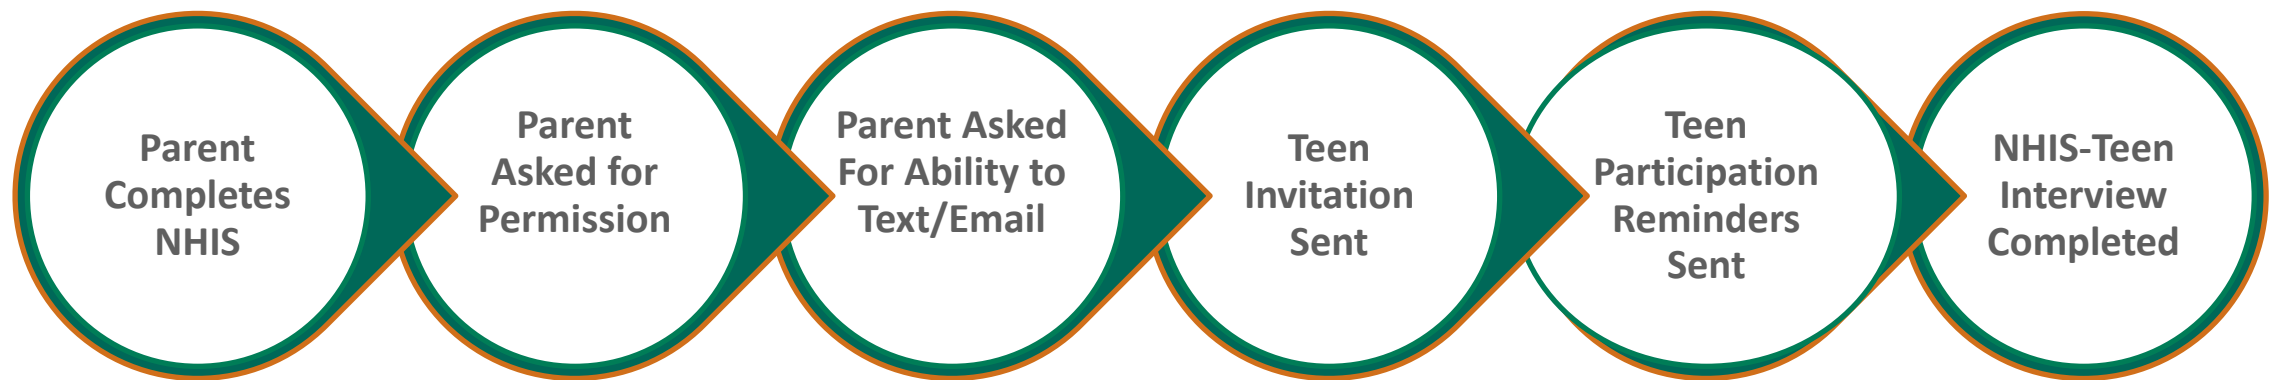 Parent
Completes
NHIS
Parent
Asked for
Permission
Parent Asked
For Ability to
Text/Email
Teen
Invitation
Sent
Teen
Participation
Reminders
Sent
NHIS-Teen
Interview
Completed